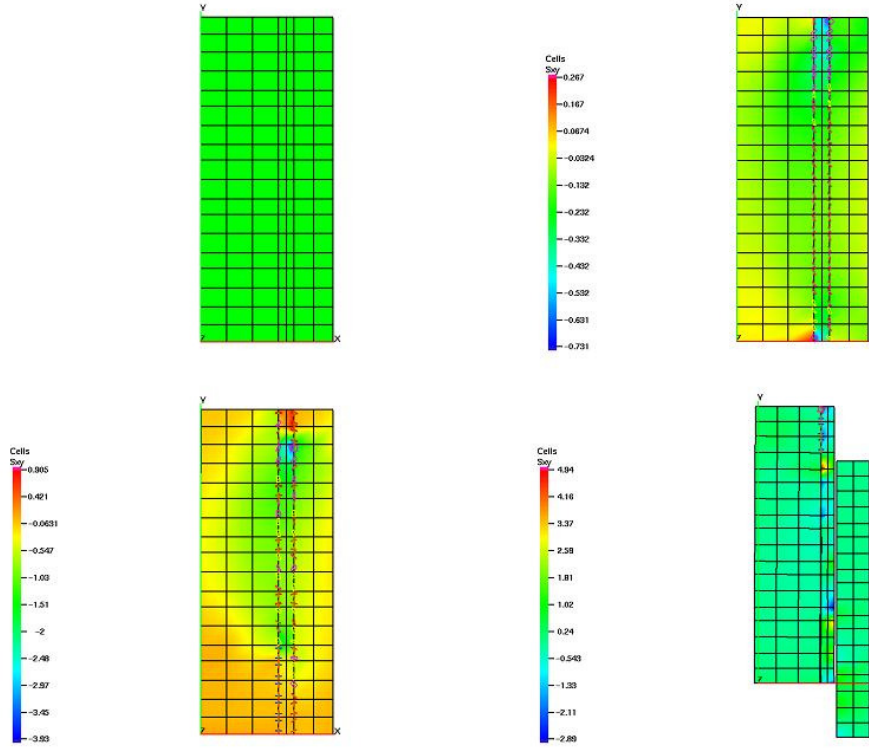 Y
Z
X
Cells
Sxy
0.267
0.167
0.0674
-0.0324
-0.132
-0.232
-0.332
-0.432
-0.532
-0.631
-0.731
Y
Z
Cells
Sxy
0.905
0.421
-0.0631
-0.547
-1.03
-1.51
-2
-2.48
-2.97
-3.45
-3.93
Y
Z
X
Cells
Sxy
4.94
4.16
3.37
2.59
1.81
1.02
0.24
-0.543
-1.33
-2.11
-2.89
Y
Z